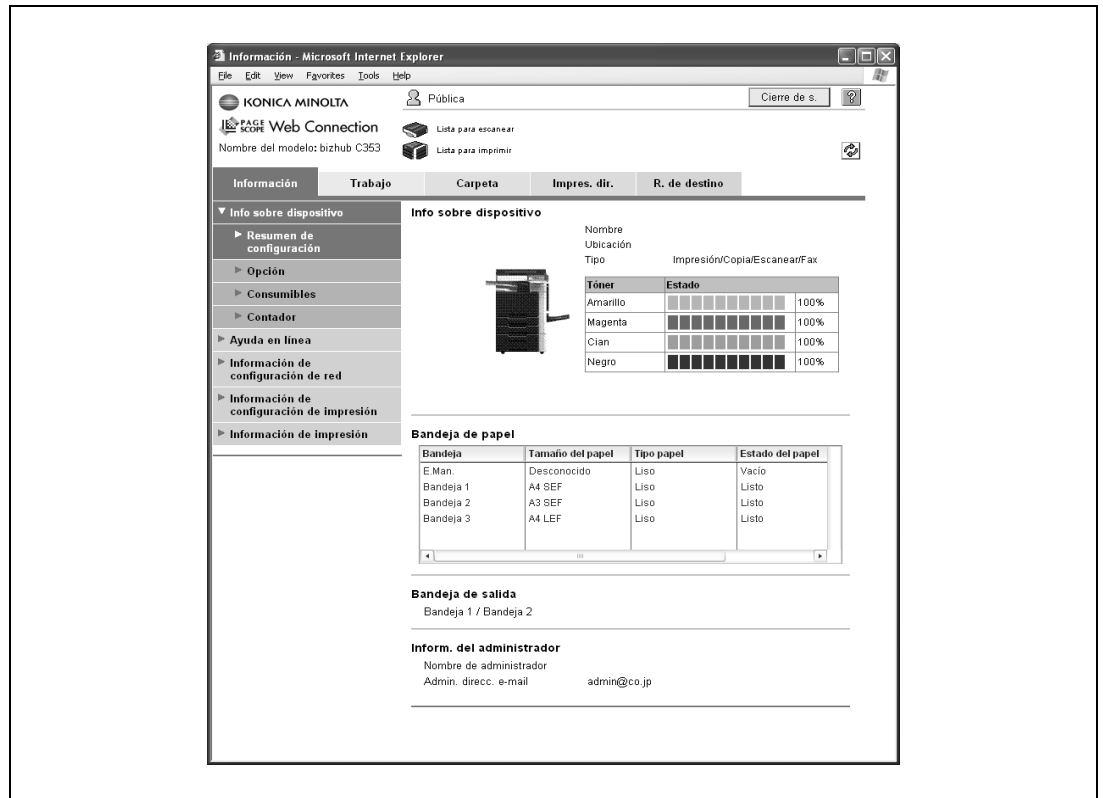 Información - Microsoft Internet Explorer
File Edit View Favorites Tools Help
KONICA MINOLTA
Pública
Cierre de s.
?
PAGE SCOPE Web Connection
Lista para escanear
Nombre del modelo: bizhub C353
Lista para imprimir
Información Trabajo Carpeta Impres. dir. R. de destino
Info sobre dispositivo
Resumen de
configuración
Opción
Consumibles
Contador
Ayuda en línea
Información de
configuración de red
Información de
configuración de impresión
Información de impresión
Info sobre dispositivo
Nombre
Ubicación
Tipo Impresión/Copia/Escanear/Fax
Tóner Estado
Amarillo 100%
Magenta 100%
Cian 100%
Negro 100%
Bandeja de papel
Bandeja Tamaño del papel Tipo papel Estado del papel
E.Man. Desconocido Liso Vacío
Bandeja 1 A4 SEF Liso Listo
Bandeja 2 A3 SEF Liso Listo
Bandeja 3 A4 LEF Liso Listo
Bandeja de salida
Bandeja 1 / Bandeja 2
Inform. del administrador
Nombre de administrador
Admin. direcc. e-mail admin@co.jp